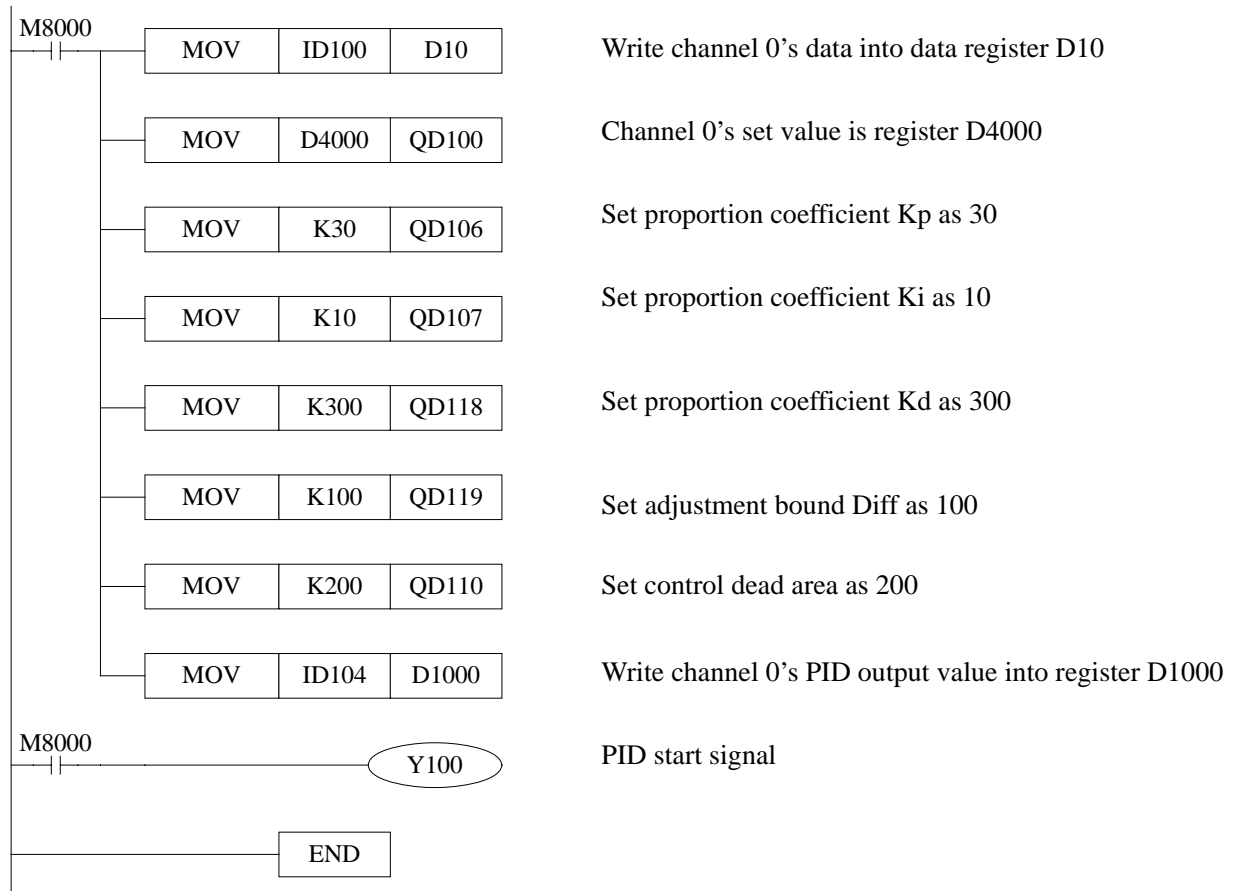 M8000
MOV ID100 D10 Write channel 0’s data into data register D10
MOV D4000 QD100 Channel 0’s set value is register D4000
MOV K30 QD106 Set proportion coefficient Kp as 30
MOV K10 QD107 Set proportion coefficient Ki as 10
MOV K300 QD118 Set proportion coefficient Kd as 300
MOV K100 QD119 Set adjustment bound Diff as 100
MOV K200 QD110 Set control dead area as 200
MOV ID104 D1000 Write channel 0’s PID output value into register D1000
M8000
Y100 PID start signal
END